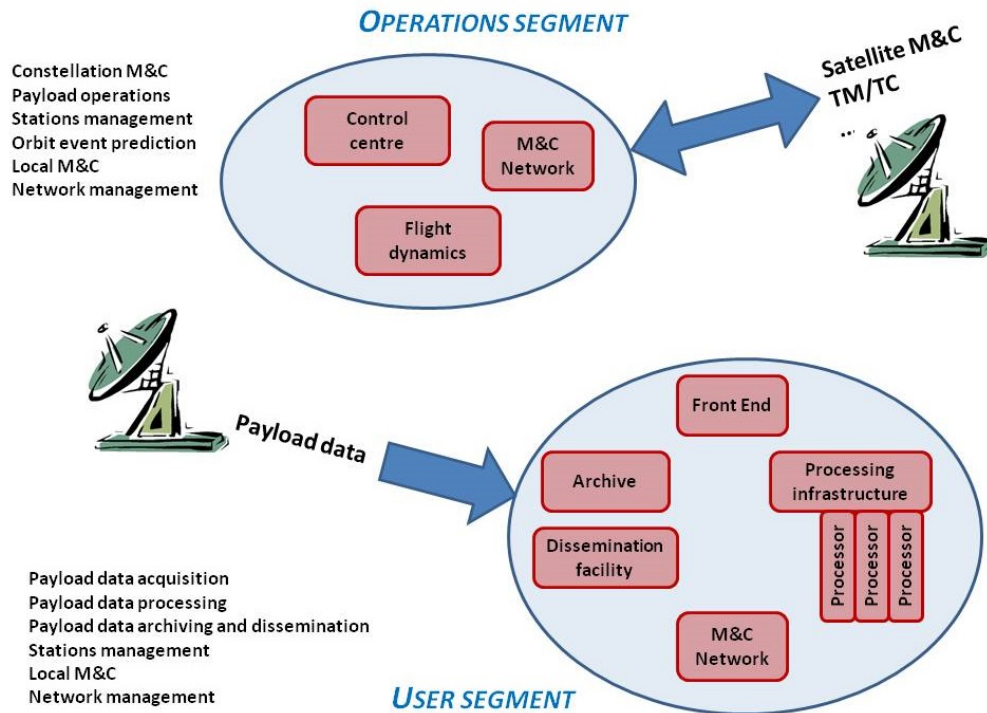 OPERATIONS SEGMENT
Constellation M&C
Payload operations
Stations management
Orbit event prediction
Local M&C
Network management
Control
centre
M&C
Network
Flight
dynamics
Satellite M&C
TM/TC
...
Payload data
Front End
Archive
Processing
infrastructure
Dissemination
facility
Processor
Processor
Processor
M&C
Network
Payload data acquisition
Payload data processing
Payload data archiving and dissemination
Stations management
Local M&C
Network management
USER SEGMENT